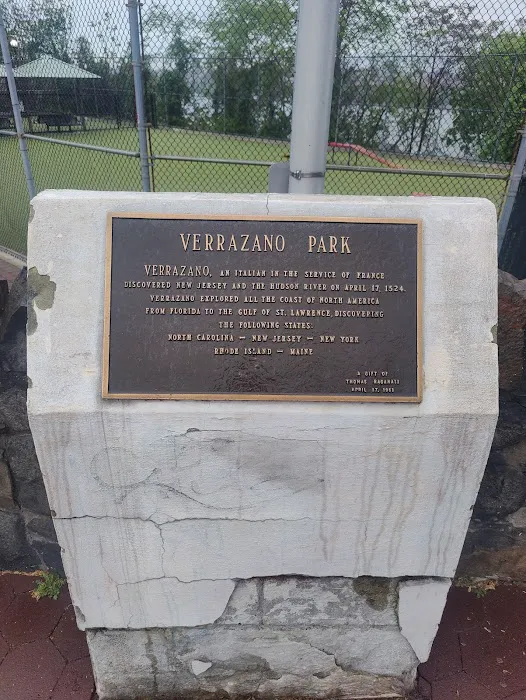 VERRAZANO PARK
VERRAZANO, AN ITALIAN IN THE SERVICE OF FRANCE
DISCOVERED NEW JERSEY AND THE HUDSON RIVER ON APRIL 17, 1524.
VERRAZANO EXPLORED ALL THE COAST OF NORTH AMERICA
FROM FLORIDA TO THE GULF OF ST. LAWRENCE, DISCOVERING
THE FOLLOWING STATES:
NORTH CAROLINA — NEW JERSEY — NEW YORK
RHODE ISLAND — MAINE
A GIFT OF
THOMAS
APRIL 17,